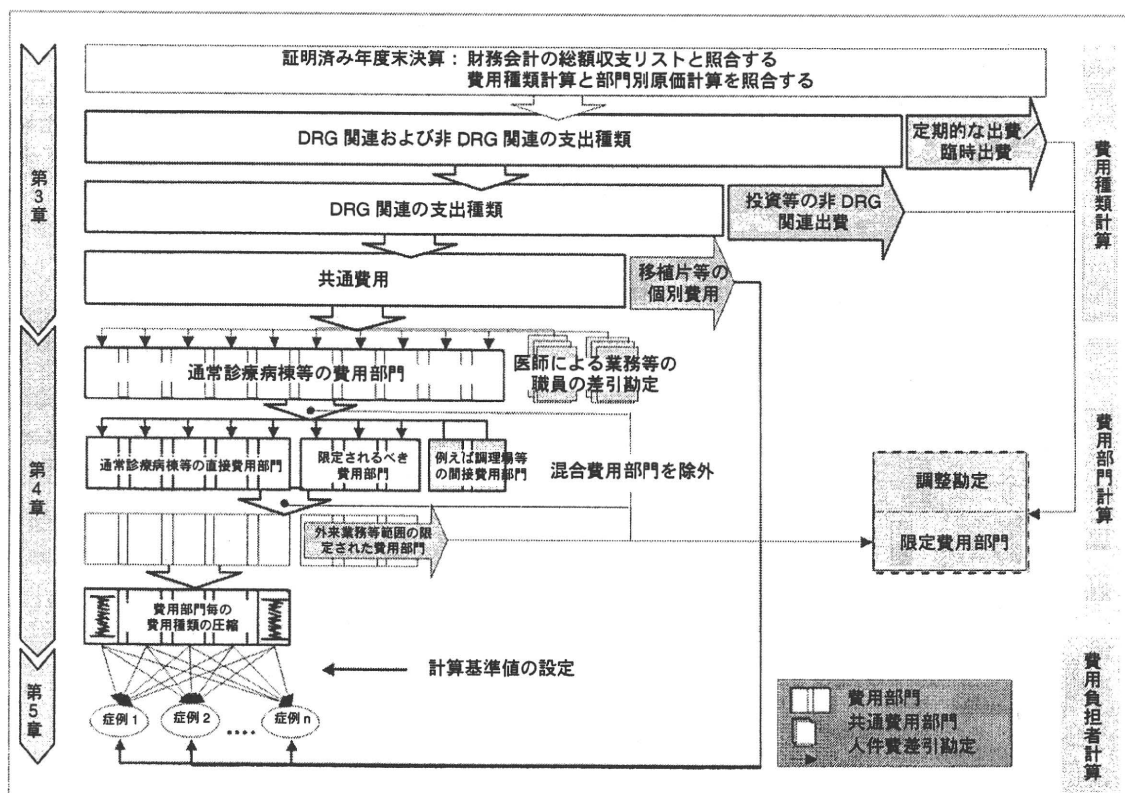 証明済み年度末決算：財務会計の総額収支リストと照合する
費用種類計算と部門別原価計算を照合する
DRG 関連および非 DRG 関連の支出種類
定期的な出費／
臨時出費
DRG 関連の支出種類
投資等の非 DRG
関連出費
共通費用
移植片等の
個別費用
第3章
費用種類計算
通常診療病棟等の費用部門
医師による業務等の
職員の差引勘定
通常診療病棟等の直接費用部門
限定されるべき
費用部門
例えば調理場等
の間接費用部門
混合費用部門を除外
外来業務等範囲の限
定された費用部門
調整勘定
限定費用部門
第4章
費用部門計算
費用部門毎の
費用種類の圧縮
計算基準値の設定
症例 1
症例 2
‥‥
症例 n
第5章
費用負担者計算
費用部門
共通費用部門
人件費差引勘定